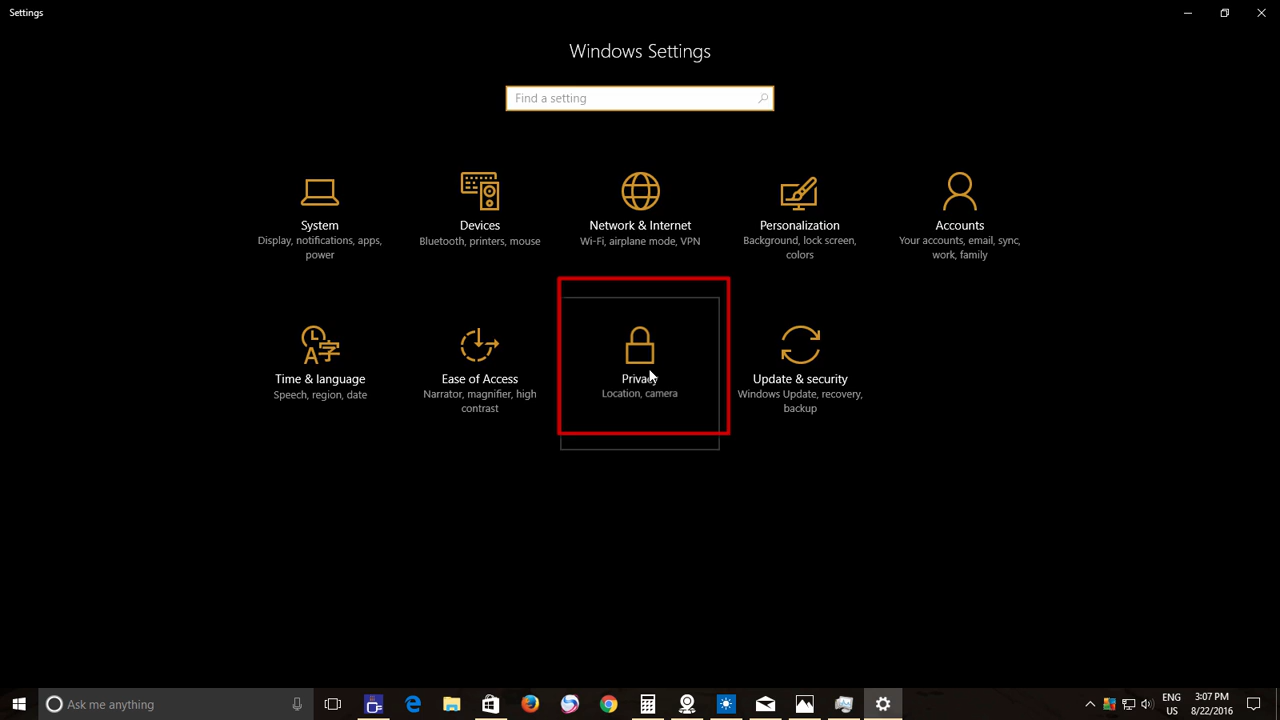 Settings
Windows Settings
Find a setting
System
Display, notifications, apps,
power
Devices
Bluetooth, printers, mouse
Network & Internet
Wi-Fi, airplane mode, VPN
Personalization
Background, lock screen,
colors
Accounts
Your accounts, email, sync,
work, family
Time & language
Speech, region, date
Ease of Access
Narrator, magnifier, high
contrast
Privacy
Location, camera
Update & security
Windows Update, recovery,
backup
Ask me anything
ENG
US
3:07 PM
8/22/2016